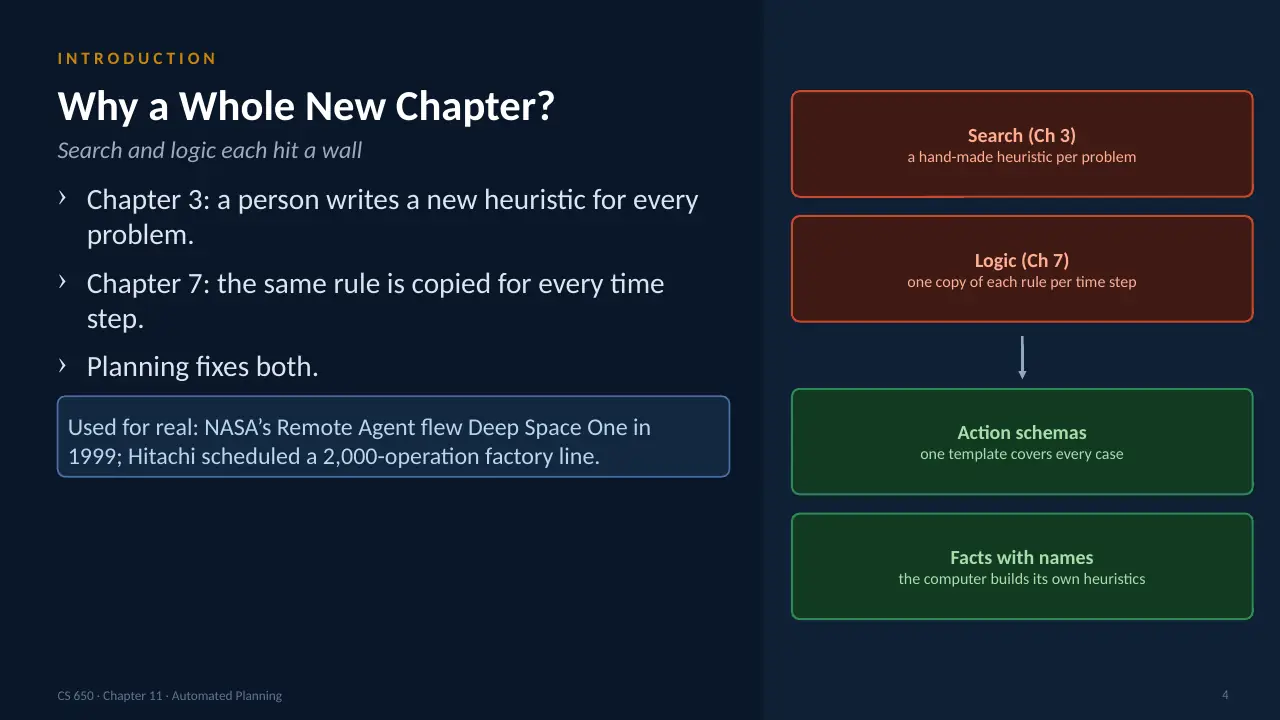 INTRODUCTION
Why a Whole New Chapter?
Search and logic each hit a wall
› Chapter 3: a person writes a new heuristic for every
problem.
› Chapter 7: the same rule is copied for every time
step.
› Planning fixes both.
Used for real: NASA’s Remote Agent flew Deep Space One in
1999; Hitachi scheduled a 2,000-operation factory line.
Search (Ch 3)
a hand-made heuristic per problem
Logic (Ch 7)
one copy of each rule per time step
Action schemas
one template covers every case
Facts with names
the computer builds its own heuristics
CS 650 · Chapter 11 · Automated Planning
4